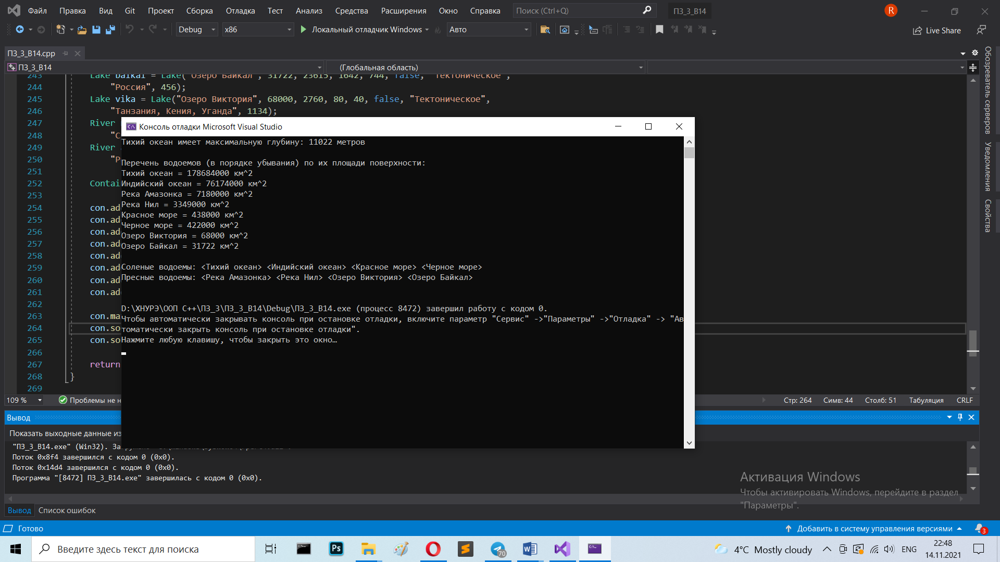 Файл Правка Вид Git Проект Сборка Отладка Тест Анализ Средства Расширения Окно Справка Поиск (Ctrl+Q) ПЗ_3_В14 R
Debug x86 Локальный отладчик Windows Авто Live Share
ПЗ_3_В14.cpp
ПЗ_3_В14 (Глобальная область)
243 Lake baikal = Lake("Озеро Байкал", 31722, 23615, 1642, 744, false, "Тектоническое",
244 "Россия", 456);
245 Lake vika = Lake("Озеро Виктория", 68000, 2760, 80, 40, false, "Тектоническое",
246 "Танзания, Кения, Уганда", 1134);
247 River
248 "С
249 River
250 "Р
251
252 Contai
253
254 con.ad
255 con.ad
256 con.ad
257 con.ad
258 con.ad
259 con.ad
260 con.ad
261 con.ad
262
263 con.ma
264 con.so
265 con.so
266
267 return
268 }
269
Консоль отладки Microsoft Visual Studio
Тихий океан имеет максимальную глубину: 11022 метров
Перечень водоемов (в порядке убывания) по их площади поверхности:
Тихий океан = 178684000 км^2
Индийский океан = 76174000 км^2
Река Амазонка = 7180000 км^2
Река Нил = 3349000 км^2
Красное море = 438000 км^2
Черное море = 422000 км^2
Озеро Виктория = 68000 км^2
Озеро Байкал = 31722 км^2
Соленые водоемы: <Тихий океан> <Индийский океан> <Красное море> <Черное море>
Пресные водоемы: <Река Амазонка> <Река Нил> <Озеро Виктория> <Озеро Байкал>
D:\ХНУРЭ\ООП С++\ПЗ_3\ПЗ_3_В14\Debug\ПЗ_3_В14.exe (процесс 8472) завершил работу с кодом 0.
Чтобы автоматически закрывать консоль при остановке отладки, включите параметр "Сервис" ->"Параметры" ->"Отладка" -> "Ав
томатически закрыть консоль при остановке отладки".
Нажмите любую клавишу, чтобы закрыть это окно…
Обозреватель серверов
Уведомления
Свойства
109 % Проблемы не н Стр: 264 Симв: 44 Столб: 51 Табуляция CRLF
Вывод
Показать выходные данные из
"ПЗ_3_В14.exe" (Win32). Загружено
Поток 0x8f4 завершился с кодом 0 (0x0).
Поток 0x14d4 завершился с кодом 0 (0x0).
Программа "[8472] ПЗ_3_В14.exe" завершилась с кодом 0 (0x0).
Активация Windows
Чтобы активировать Windows, перейдите в раздел
"Параметры".
Вывод Список ошибок
Готово Добавить в систему управления версиями 3
Введите здесь текст для поиска Ps 70 4°C Mostly cloudy ENG 22:48
14.11.2021